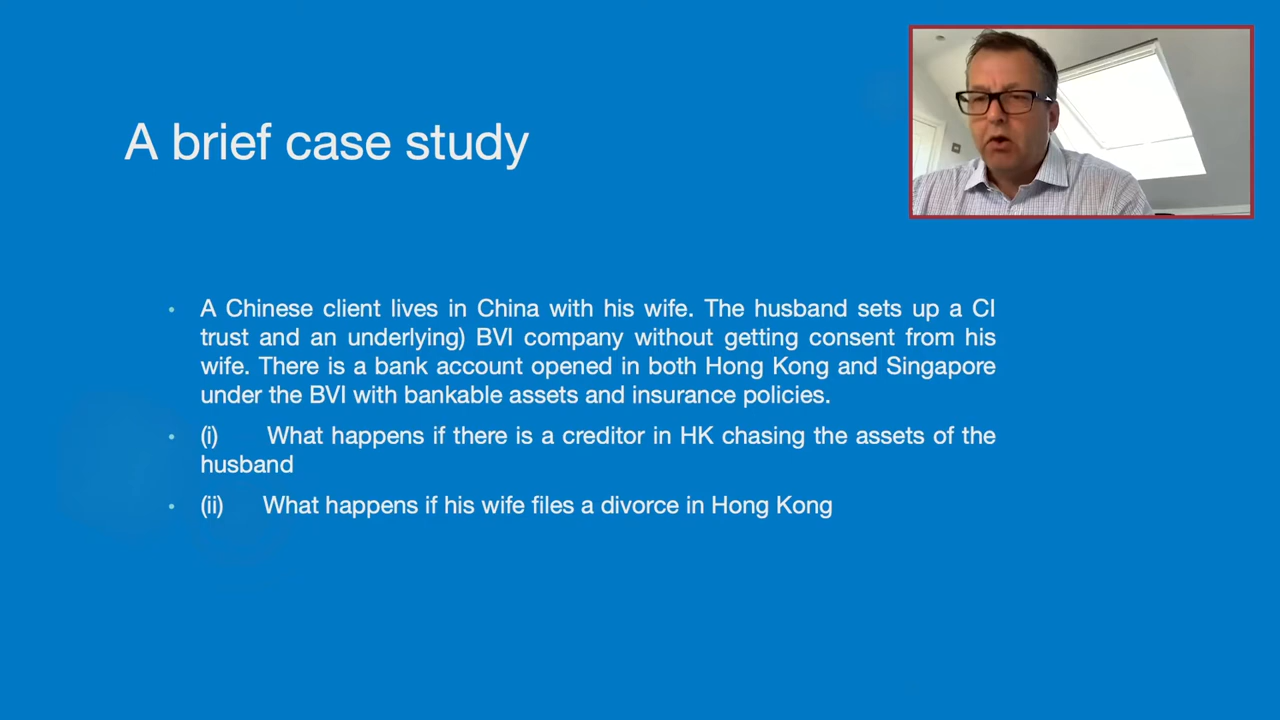 A brief case study
• A Chinese client lives in China with his wife. The husband sets up a CI
trust and an underlying) BVI company without getting consent from his
wife. There is a bank account opened in both Hong Kong and Singapore
under the BVI with bankable assets and insurance policies.
• (i) What happens if there is a creditor in HK chasing the assets of the
husband
• (ii) What happens if his wife files a divorce in Hong Kong